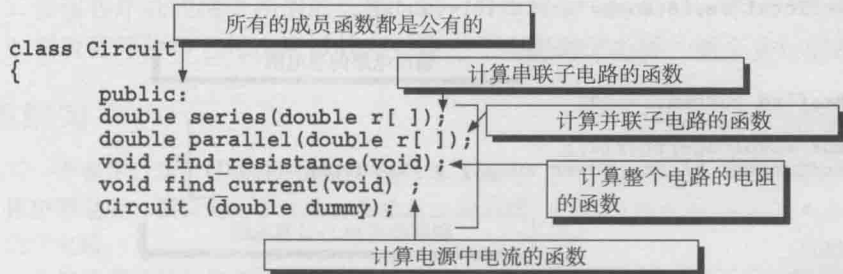 所有的成员函数都是公有的
class Circuit
{
计算串联子电路的函数
public:
double series(double r[ ]);
计算并联子电路的函数
double parallel(double r[ ]);
void find_resistance(void);
计算整个电路的电阻
的函数
void find_current(void) ;
Circuit (double dummy);
计算电源中电流的函数